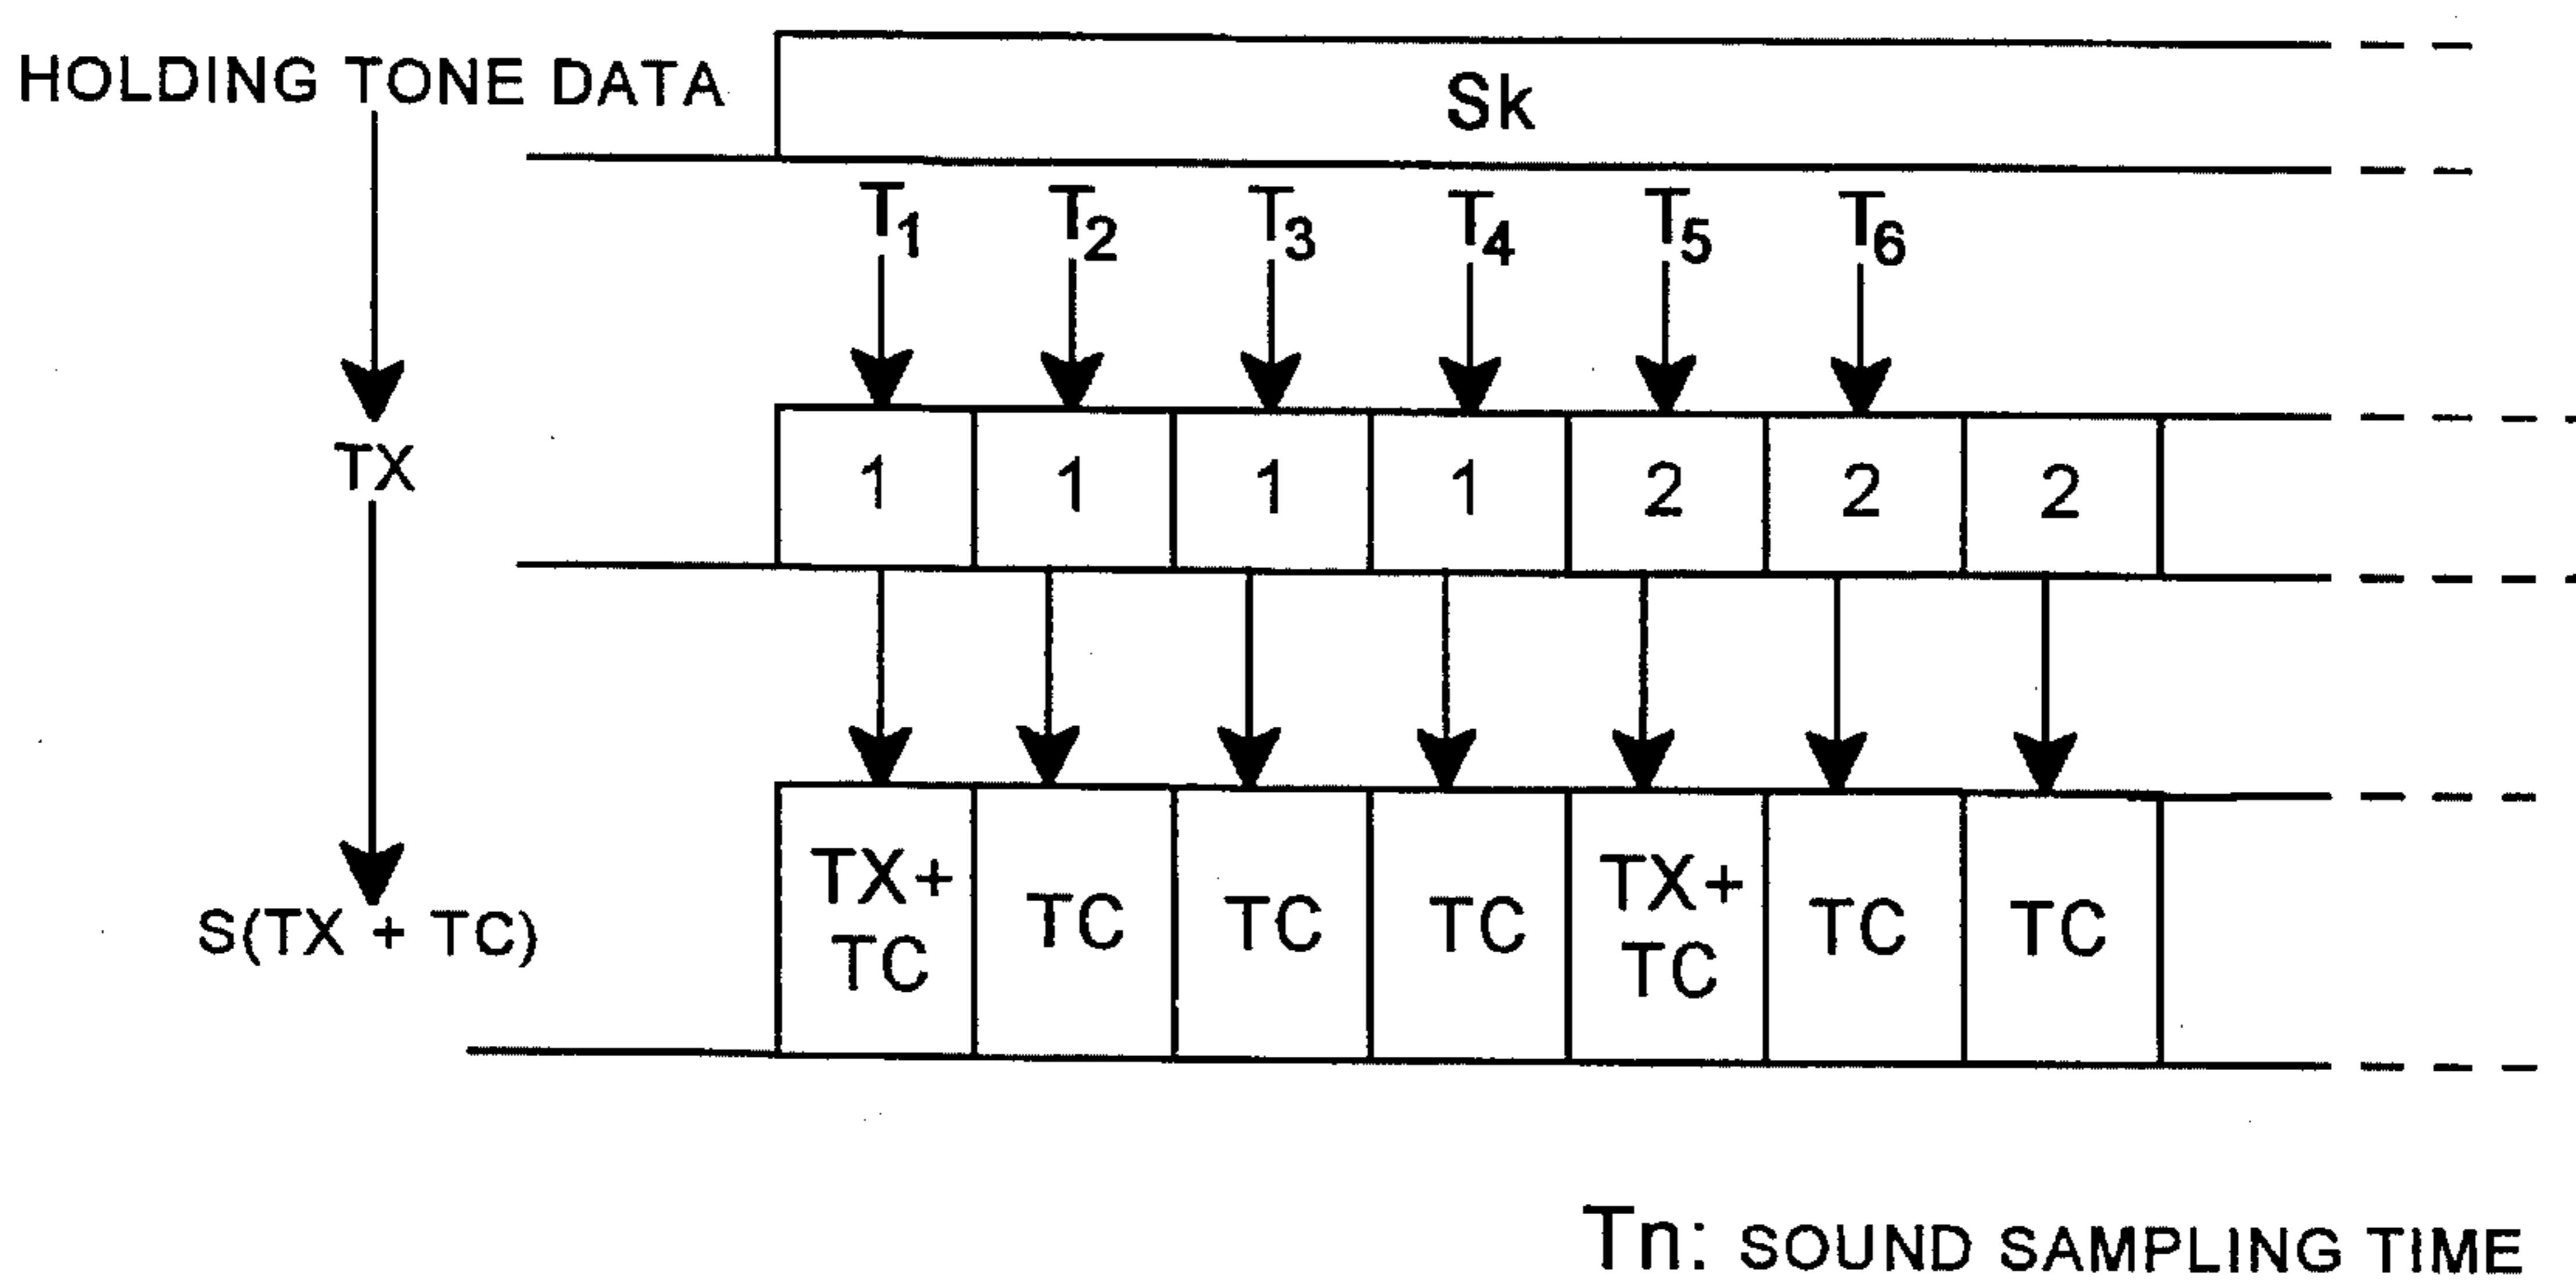 HOLDING TONE DATA
Sk
T1 T2 T3 T4 T5 T6
TX
1 1 1 1 2 2 2
S(TX + TC)
TX+ TC
TC
TC
TC
TX+ TC
TC
TC
Tn: SOUND SAMPLING TIME